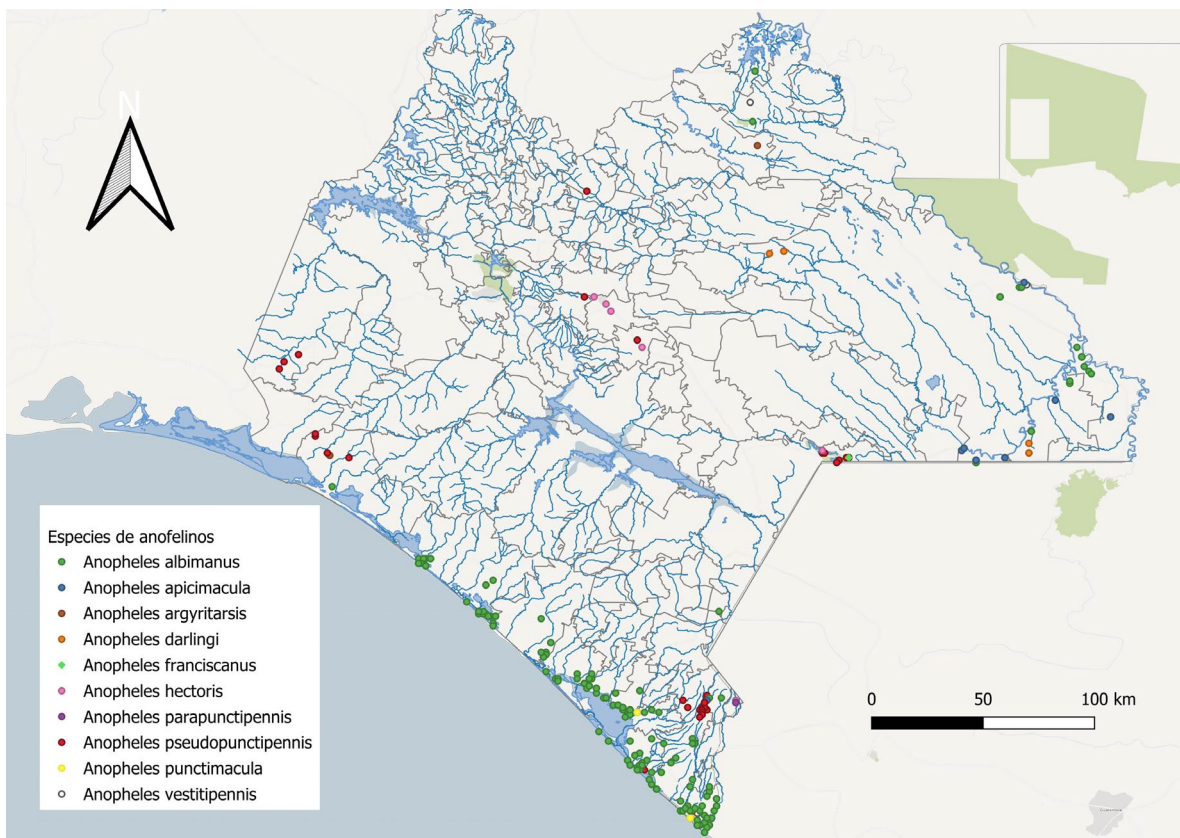 N
Especies de anofelinos
Anopheles albimanus
Anopheles apicimacula
Anopheles argyritarsis
Anopheles darlingi
Anopheles franciscanus
Anopheles hectoris
Anopheles parapunctipennis
Anopheles pseudopunctipennis
Anopheles punctimacula
Anopheles vestitipennis
0 50 100 km